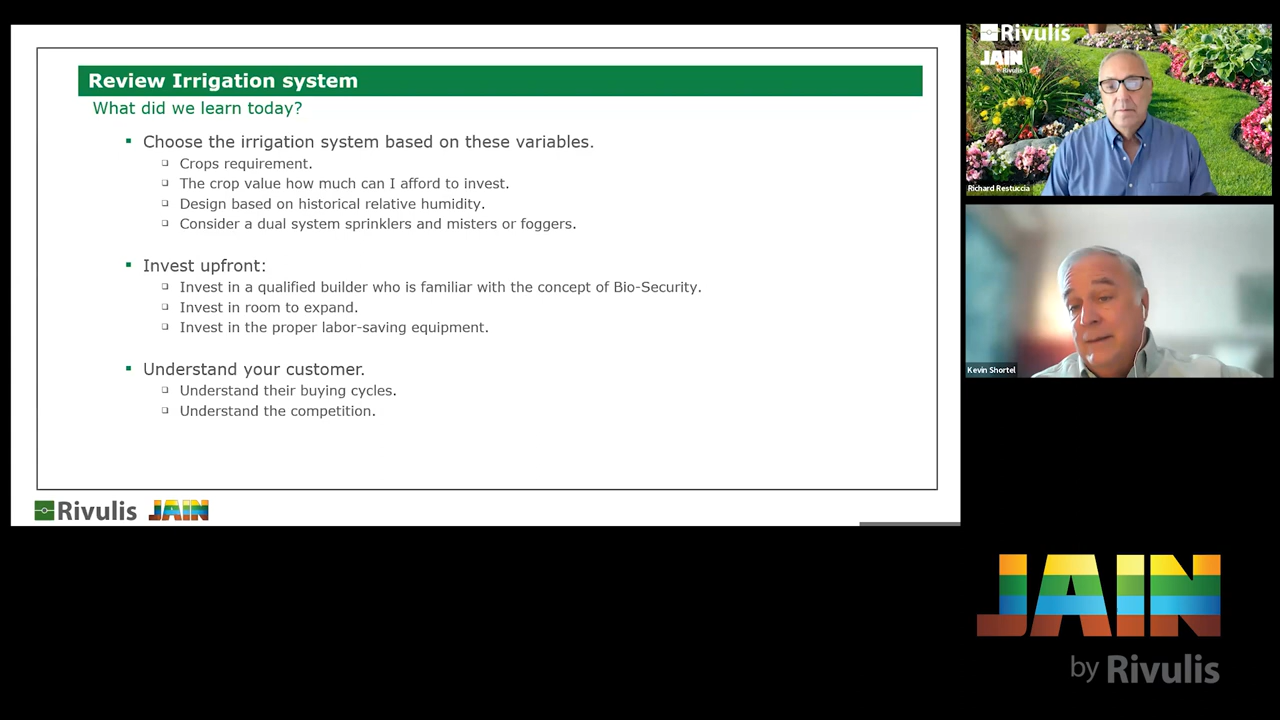 Review Irrigation system
What did we learn today?
Choose the irrigation system based on these variables.
Crops requirement.
The crop value how much can I afford to invest.
Design based on historical relative humidity.
Consider a dual system sprinklers and misters or foggers.
Invest upfront:
Invest in a qualified builder who is familiar with the concept of Bio-Security.
Invest in room to expand.
Invest in the proper labor-saving equipment.
Understand your customer.
Understand their buying cycles.
Understand the competition.
Rivulis JAIN
Rivulis
JAIN
by Rivulis
Richard Restuccia
Kevin Shortel
JAIN
by Rivulis